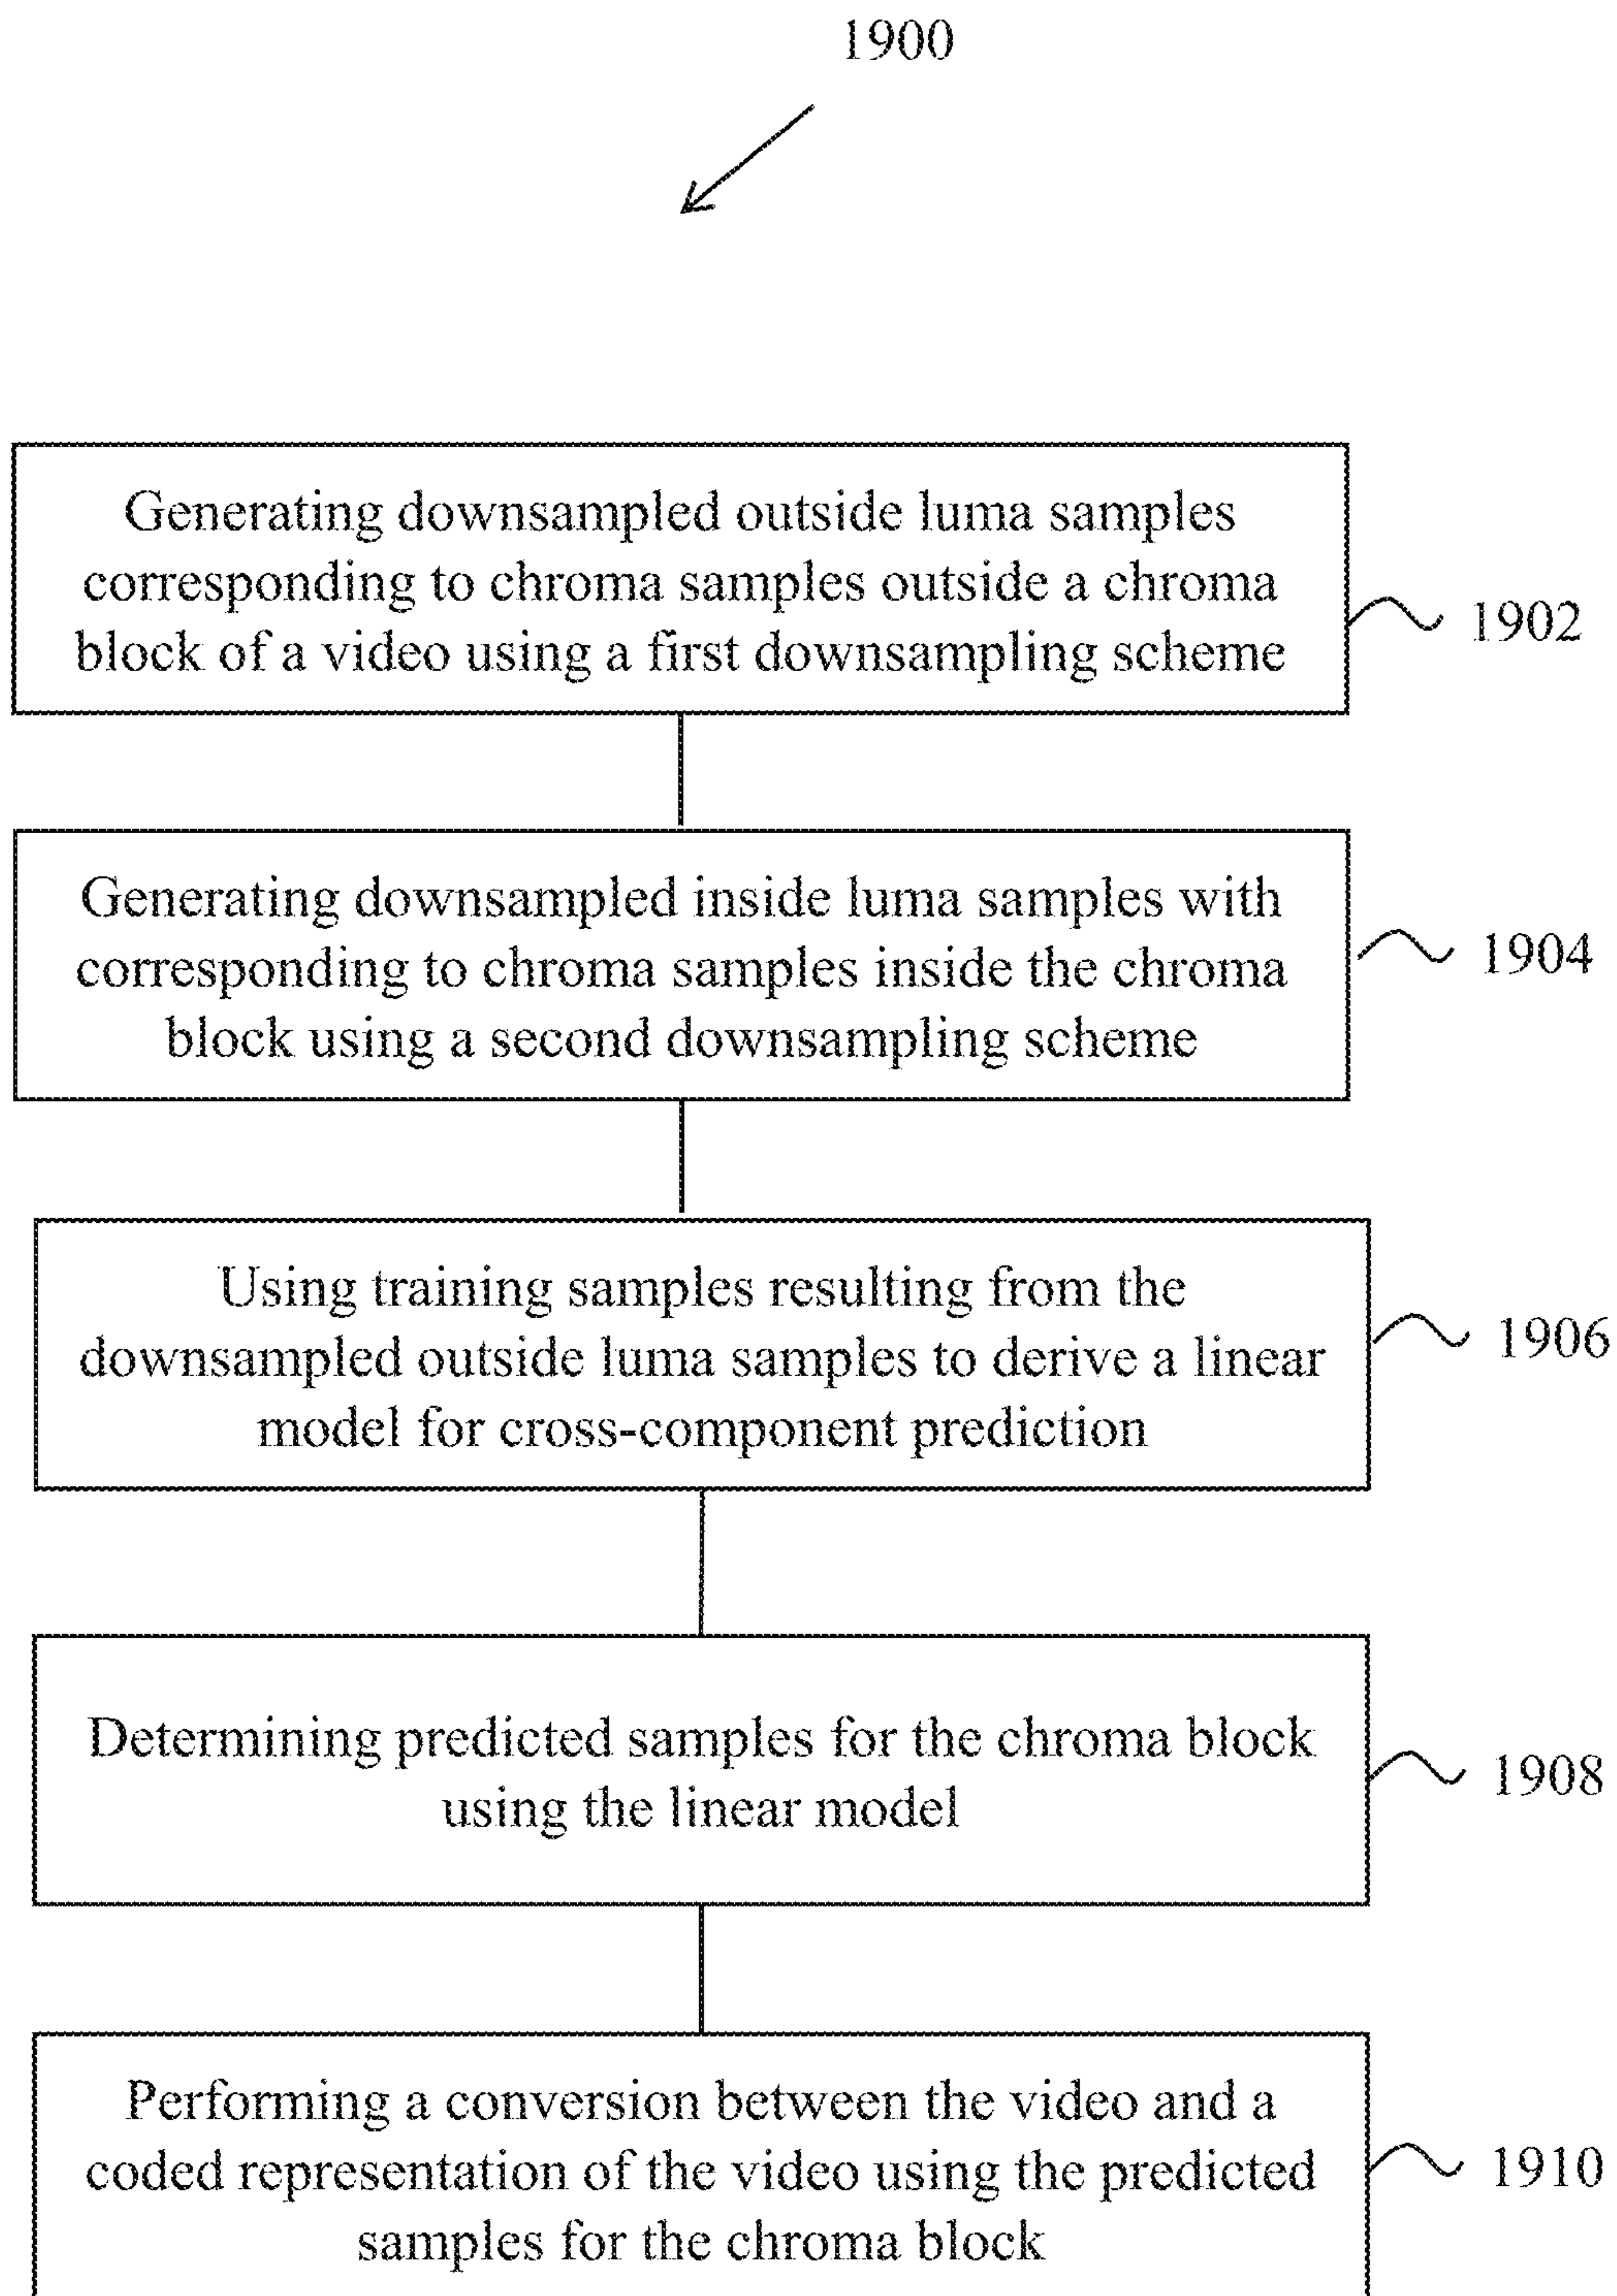 1900
Generating downsampled outside luma samples
corresponding to chroma samples outside a chroma
block of a video using a first downsampling scheme
1902
Generating downsampled inside luma samples with
corresponding to chroma samples inside the chroma
block using a second downsampling scheme
1904
Using training samples resulting from the
downsampled outside luma samples to derive a linear
model for cross-component prediction
1906
Determining predicted samples for the chroma block
using the linear model
1908
Performing a conversion between the video and a
coded representation of the video using the predicted
samples for the chroma block
1910